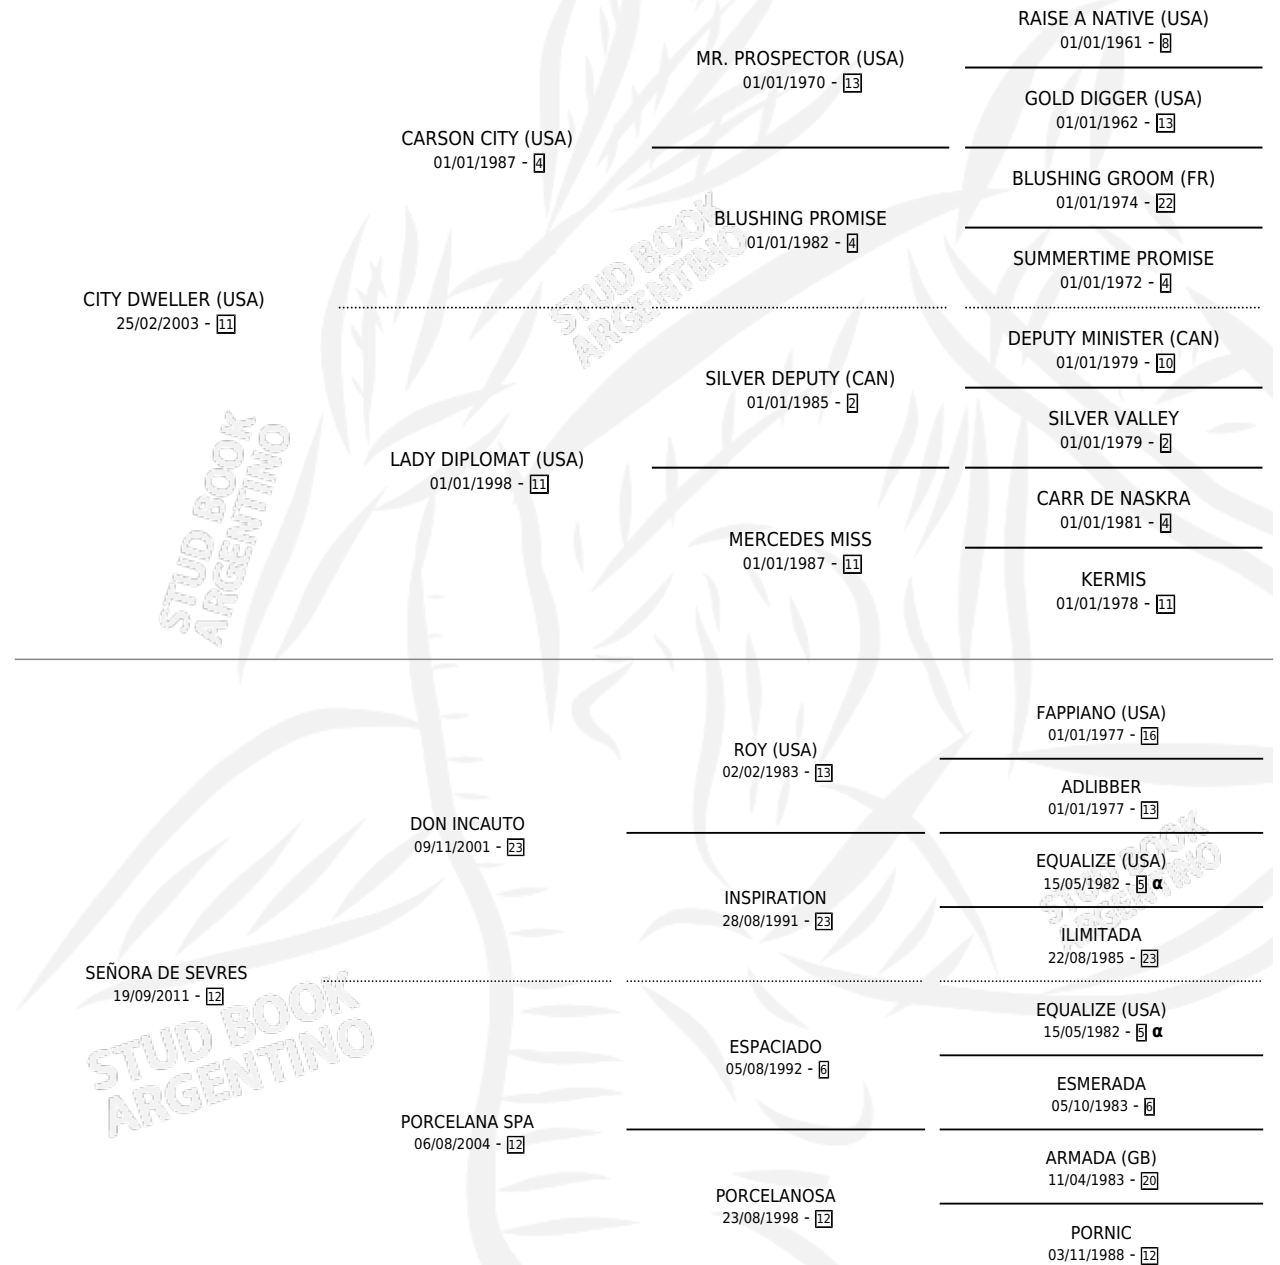 RAISE A NATIVE (USA)
01/01/1961 - 8
MR. PROSPECTOR (USA)
01/01/1970 - 13
GOLD DIGGER (USA)
01/01/1962 - 13
CARSON CITY (USA)
01/01/1987 - 4
BLUSHING GROOM (FR)
01/01/1974 - 22
BLUSHING PROMISE
01/01/1982 - 4
SUMMERTIME PROMISE
01/01/1972 - 4
CITY DWELLER (USA)
25/02/2003 - 11
DEPUTY MINISTER (CAN)
01/01/1979 - 10
SILVER DEPUTY (CAN)
01/01/1985 - 2
SILVER VALLEY
01/01/1979 - 2
LADY DIPLOMAT (USA)
01/01/1998 - 11
CARR DE NASKRA
01/01/1981 - 4
MERCEDES MISS
01/01/1987 - 11
KERMIS
01/01/1978 - 11
FAPPIANO (USA)
01/01/1977 - 16
ROY (USA)
02/02/1983 - 13
ADLIBBER
01/01/1977 - 13
DON INCAUTO
09/11/2001 - 23
EQUALIZE (USA)
15/05/1982 - 5 α
INSPIRATION
28/08/1991 - 23
ILIMITADA
22/08/1985 - 23
SEÑORA DE SEVRES
19/09/2011 - 12
EQUALIZE (USA)
15/05/1982 - 5 α
ESPACIADO
05/08/1992 - 6
ESMERADA
05/10/1983 - 6
PORCELANA SPA
06/08/2004 - 12
ARMADA (GB)
11/04/1983 - 20
PORCELANOSA
23/08/1998 - 12
PORNIC
03/11/1988 - 12
STUD BOOK
ARGENTINO
STUD BOOK
ARGENTINO
STUD BOOK
ARGENTINO
STUD BOOK
ARGENTINO